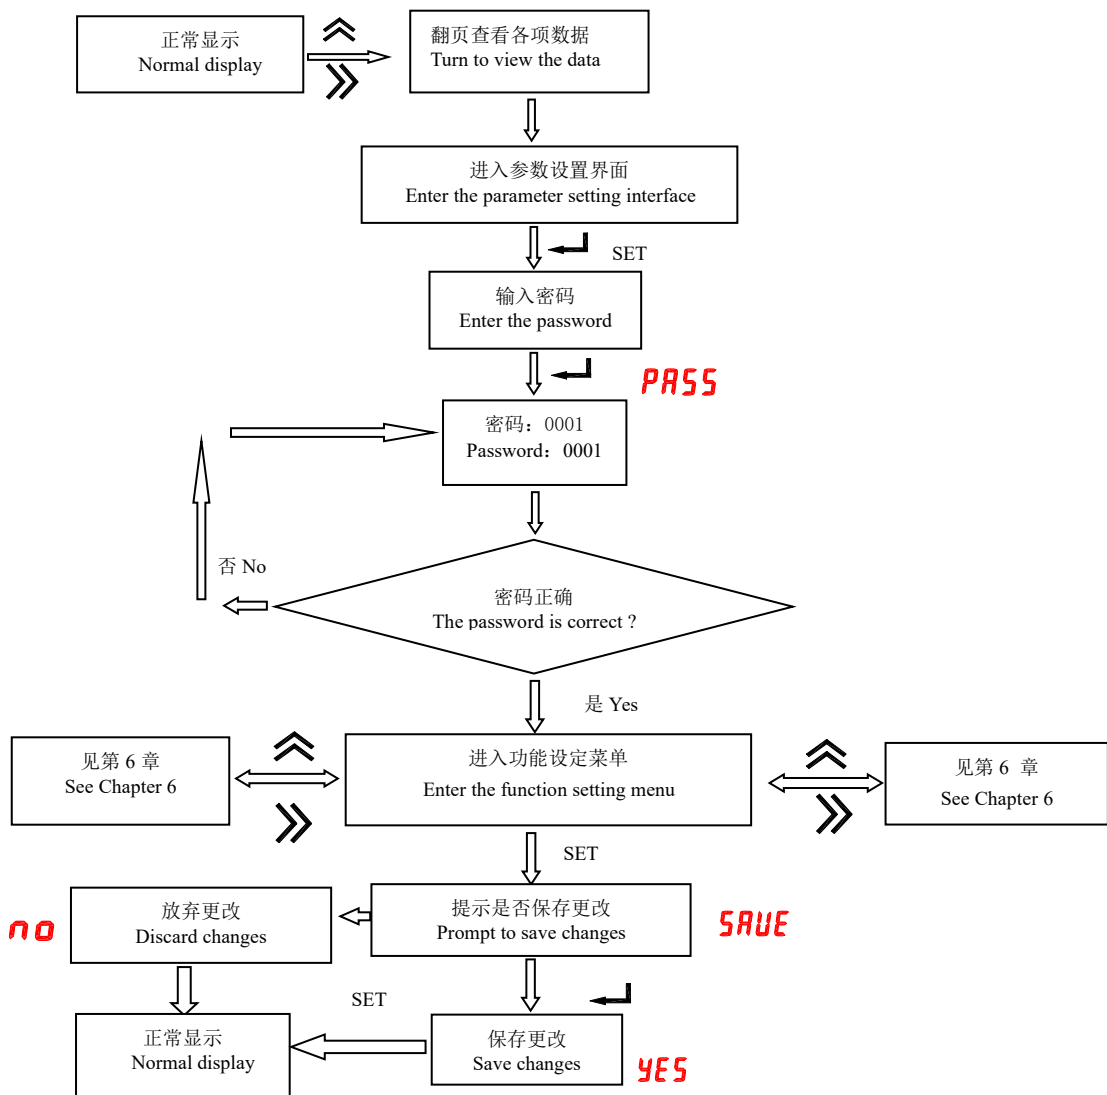 正常显示
Normal display
翻页查看各项数据
Turn to view the data
进入参数设置界面
Enter the parameter setting interface
SET
输入密码
Enter the password
PASS
密码：0001
Password：0001
否 No
密码正确
The password is correct ?
是 Yes
见第 6 章
See Chapter 6
进入功能设定菜单
Enter the function setting menu
见第 6 章
See Chapter 6
SET
放弃更改
Discard changes
提示是否保存更改
Prompt to save changes
no
SAVE
SET
正常显示
Normal display
保存更改
Save changes
YES